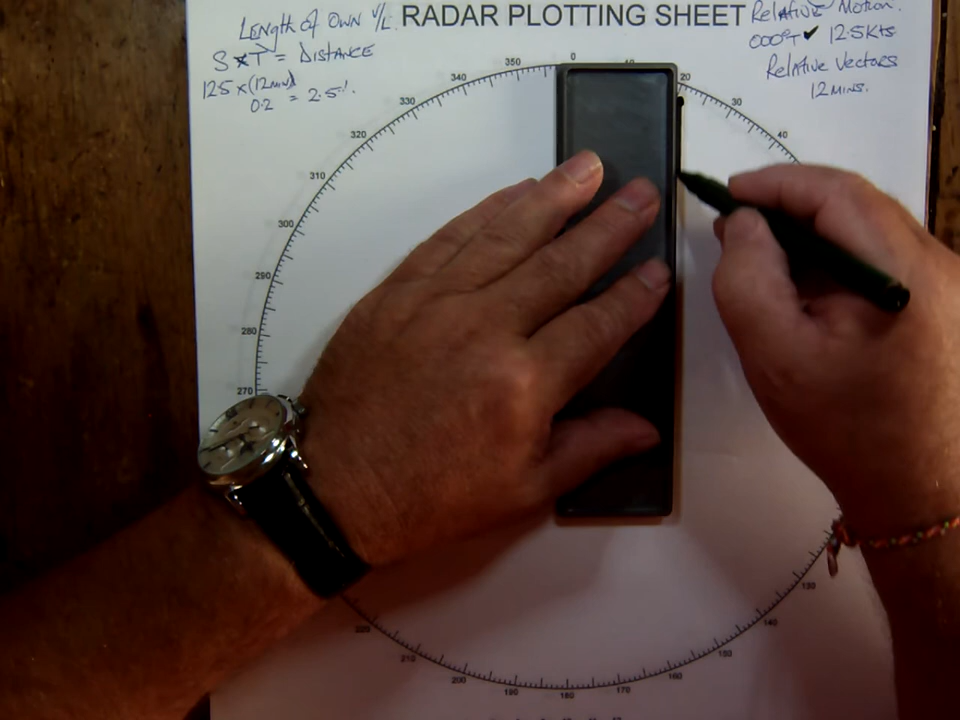 Length of Own V/L.
S x T = Distance
12.5 x (12mins)
0.2 = 2.5'.
RADAR PLOTTING SHEET
Relative Motion.
000°T ✔ 12.5Kts
Relative Vectors
12 mins.
0
10
20
30
40
130
140
150
160
170
180
190
200
210
220
270
280
290
300
310
320
330
340
350